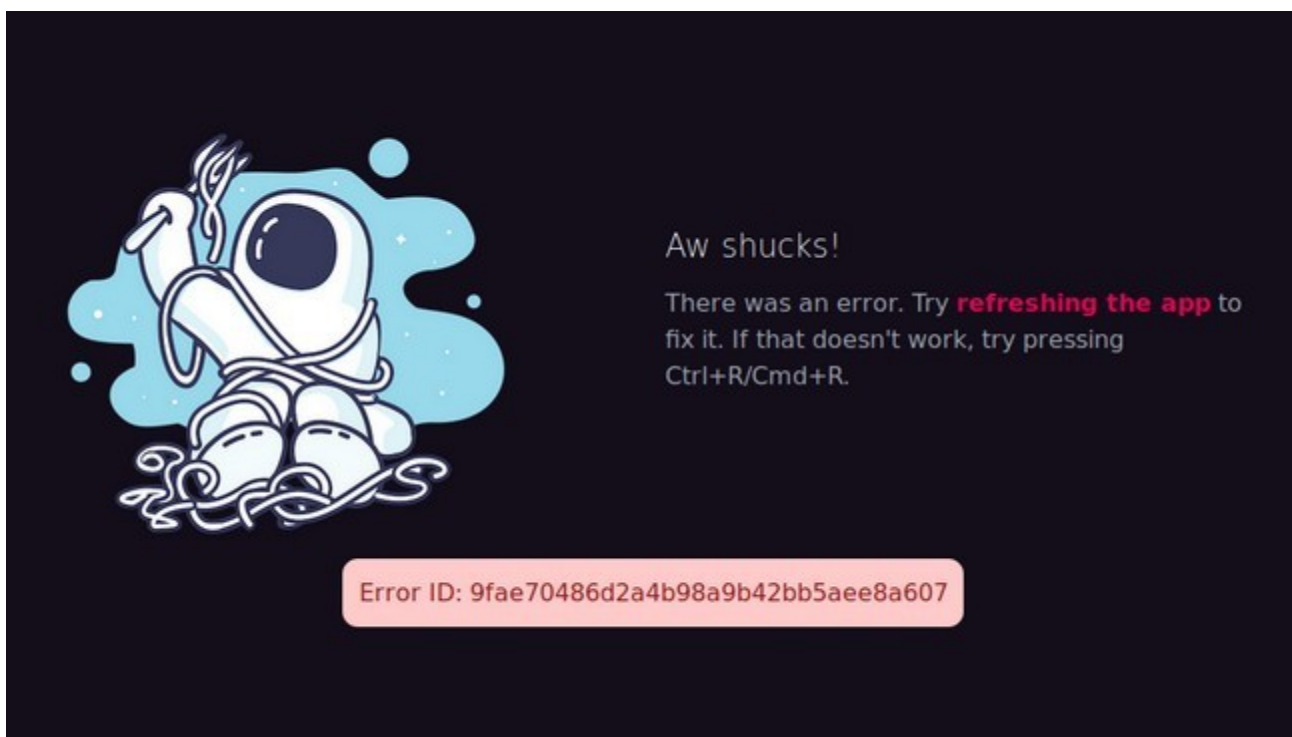 Aw shucks!
There was an error. Try refreshing the app to
fix it. If that doesn't work, try pressing
Ctrl+R/Cmd+R.
Error ID: 9fae70486d2a4b98a9b42bb5aee8a607